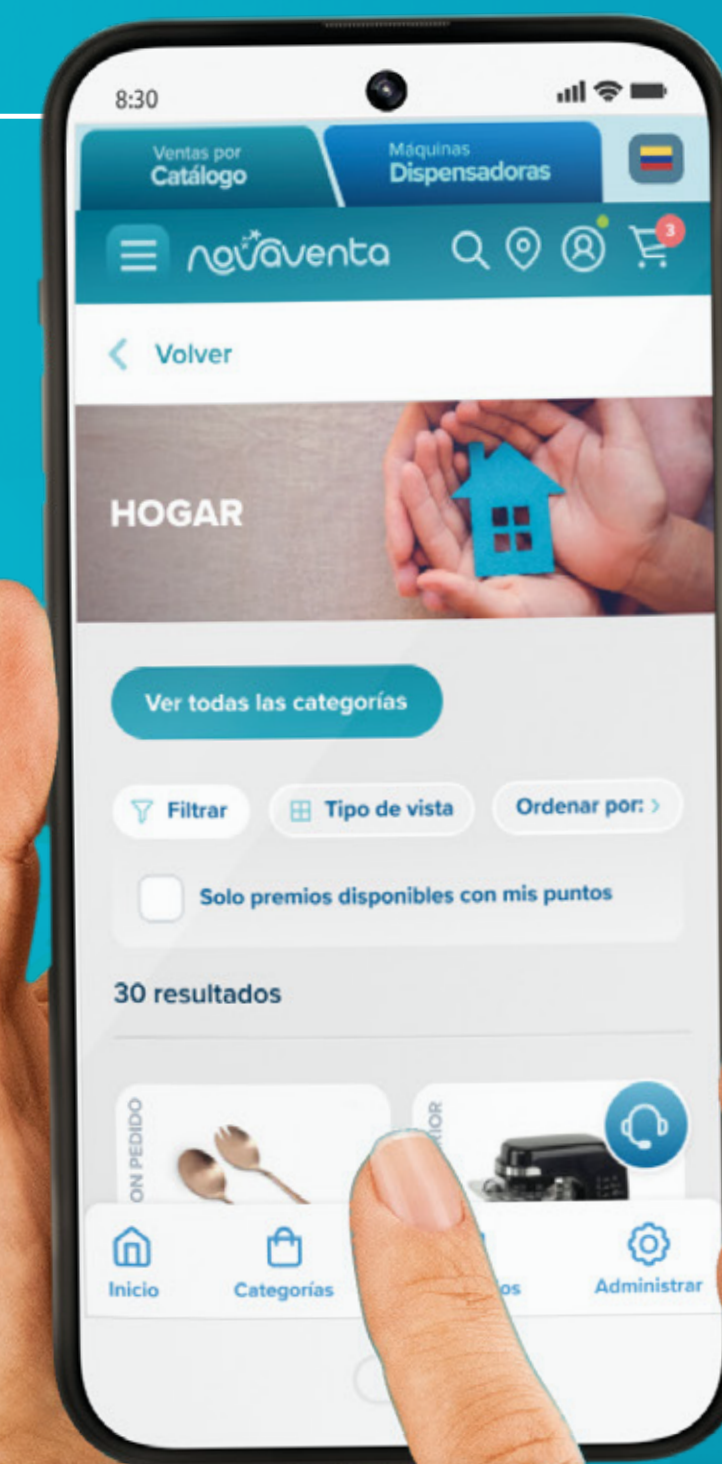 8:30
Ventas por
Catálogo
Máquinas
Dispensadoras
novaventa
3
Volver
HOGAR
Ver todas las categorías
Filtrar
Tipo de vista
Ordenar por:
Solo premios disponibles con mis puntos
30 resultados
PEDIDO
Inicio
Categorías
Administrar